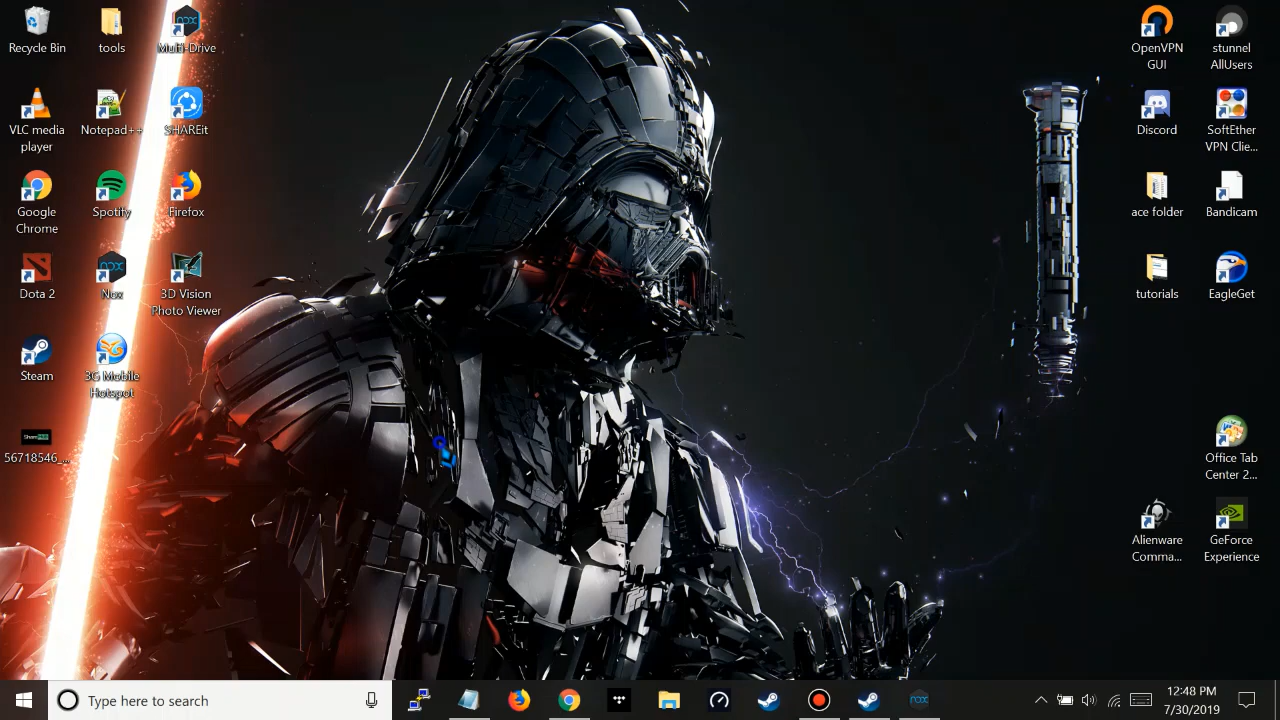 Recycle Bin
tools
Multi-Drive
VLC media
player
Notepad++
SHAREit
Google
Chrome
Spotify
Firefox
Dota 2
Nox
3D Vision
Photo Viewer
Steam
3G Mobile
Hotspot
56718546_...
OpenVPN
GUI
stunnel
AllUsers
Discord
SoftEther
VPN Clie...
ace folder
Bandicam
tutorials
EagleGet
Office Tab
Center 2...
Alienware
Comma...
GeForce
Experience
Type here to search
12:48 PM
7/30/2019